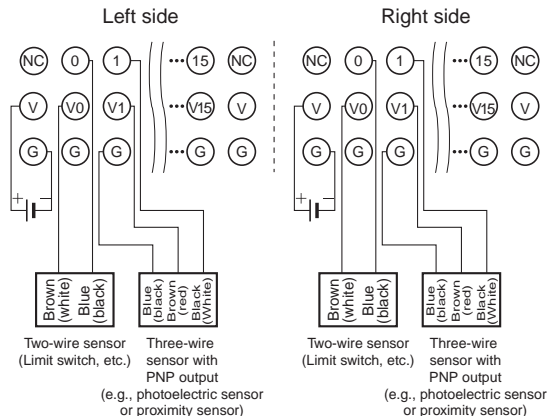 Left side
Right side
NC 0 1 ••• 15 NC
V V0 V1 ••• V15 V
G G G ••• G G
+ −
Brown (white)
Blue (black)
Blue (black)
Brown (red)
Black (White)
Two-wire sensor
(Limit switch, etc.)
Three-wire
sensor with
PNP output
(e.g., photoelectric sensor
or proximity sensor)
NC 0 1 ••• 15 NC
V V0 V1 ••• V15 V
G G G ••• G G
+ −
Brown (white)
Blue (black)
Blue (black)
Brown (red)
Black (White)
Two-wire sensor
(Limit switch, etc.)
Three-wire
sensor with
PNP output
(e.g., photoelectric sensor
or proximity sensor)